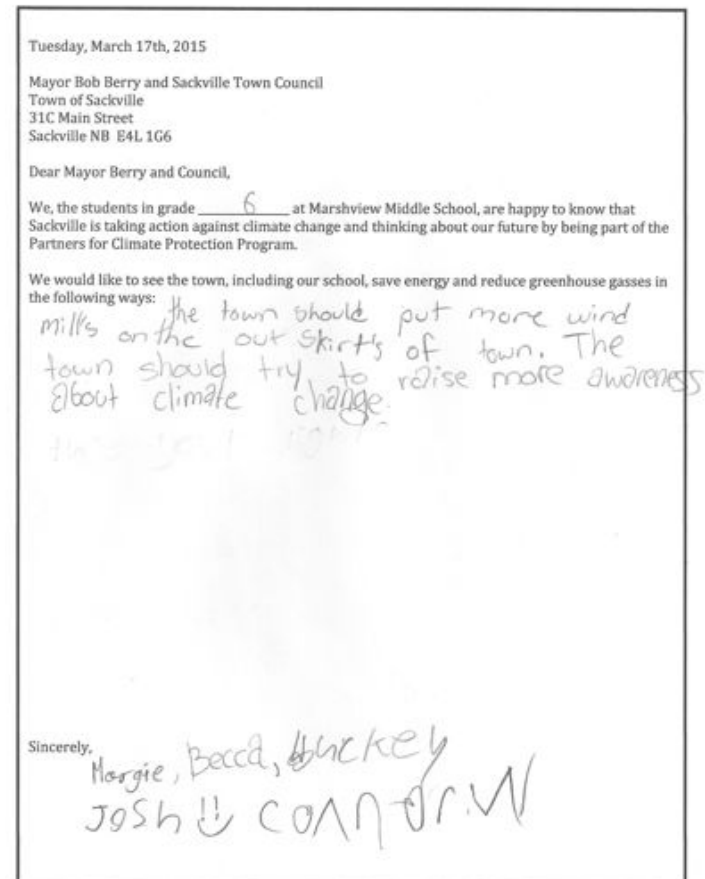 Tuesday, March 17th, 2015
Mayor Bob Berry and Sackville Town Council
Town of Sackville
31C Main Street
Sackville NB E4L 1G6
Dear Mayor Berry and Council,
We, the students in grade 6 at Marshview Middle School, are happy to know that
Sackville is taking action against climate change and thinking about our future by being part of the
Partners for Climate Protection Program.
We would like to see the town, including our school, save energy and reduce greenhouse gasses in
the following ways: the town should put more wind
mill's on the out skirt's of town. The
town should try to raise more awareness
about climate change.
Sincerely,
Margie, Becca, Huckey
Josh !! Connor.W